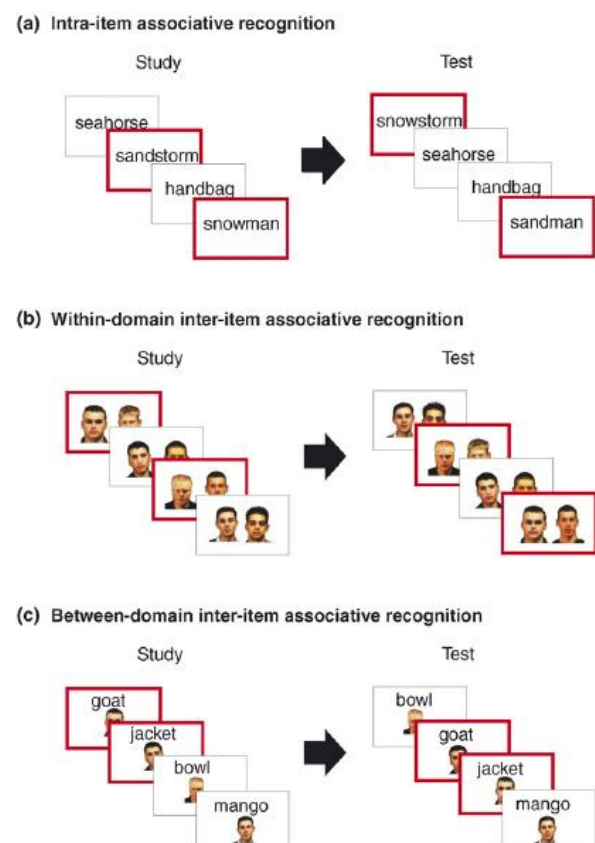 (a) Intra-item associative recognition
Study
Test
seahorse
sandstorm
handbag
snowman
snowstorm
seahorse
handbag
sandman
(b) Within-domain inter-item associative recognition
Study
Test
(c) Between-domain inter-item associative recognition
Study
Test
goat
jacket
bowl
mango
bowl
goat
jacket
mango